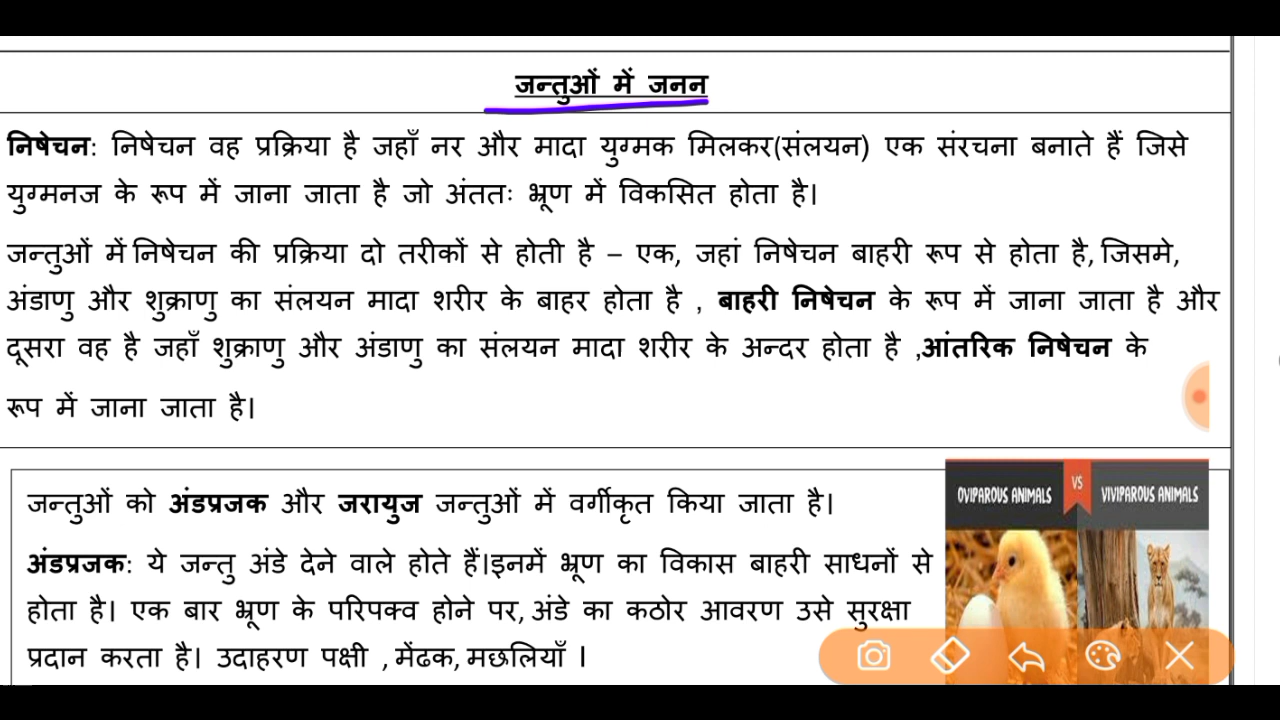 जन्तुओं में जनन
निषेचन: निषेचन वह प्रक्रिया है जहाँ नर और मादा युग्मक मिलकर(संलयन) एक संरचना बनाते हैं जिसे
युग्मनज के रूप में जाना जाता है जो अंततः भ्रूण में विकसित होता है।
जन्तुओं में निषेचन की प्रक्रिया दो तरीकों से होती है – एक, जहां निषेचन बाहरी रूप से होता है, जिसमे,
अंडाणु और शुक्राणु का संलयन मादा शरीर के बाहर होता है , बाहरी निषेचन के रूप में जाना जाता है और
दूसरा वह है जहाँ शुक्राणु और अंडाणु का संलयन मादा शरीर के अन्दर होता है ,आंतरिक निषेचन के
रूप में जाना जाता है।
जन्तुओं को अंडप्रजक और जरायुज जन्तुओं में वर्गीकृत किया जाता है।
अंडप्रजक: ये जन्तु अंडे देने वाले होते हैं।इनमें भ्रूण का विकास बाहरी साधनों से
होता है। एक बार भ्रूण के परिपक्व होने पर, अंडे का कठोर आवरण उसे सुरक्षा
प्रदान करता है। उदाहरण पक्षी , मेंढक, मछलियाँ ।
OVIPAROUS ANIMALS VS VIVIPAROUS ANIMALS